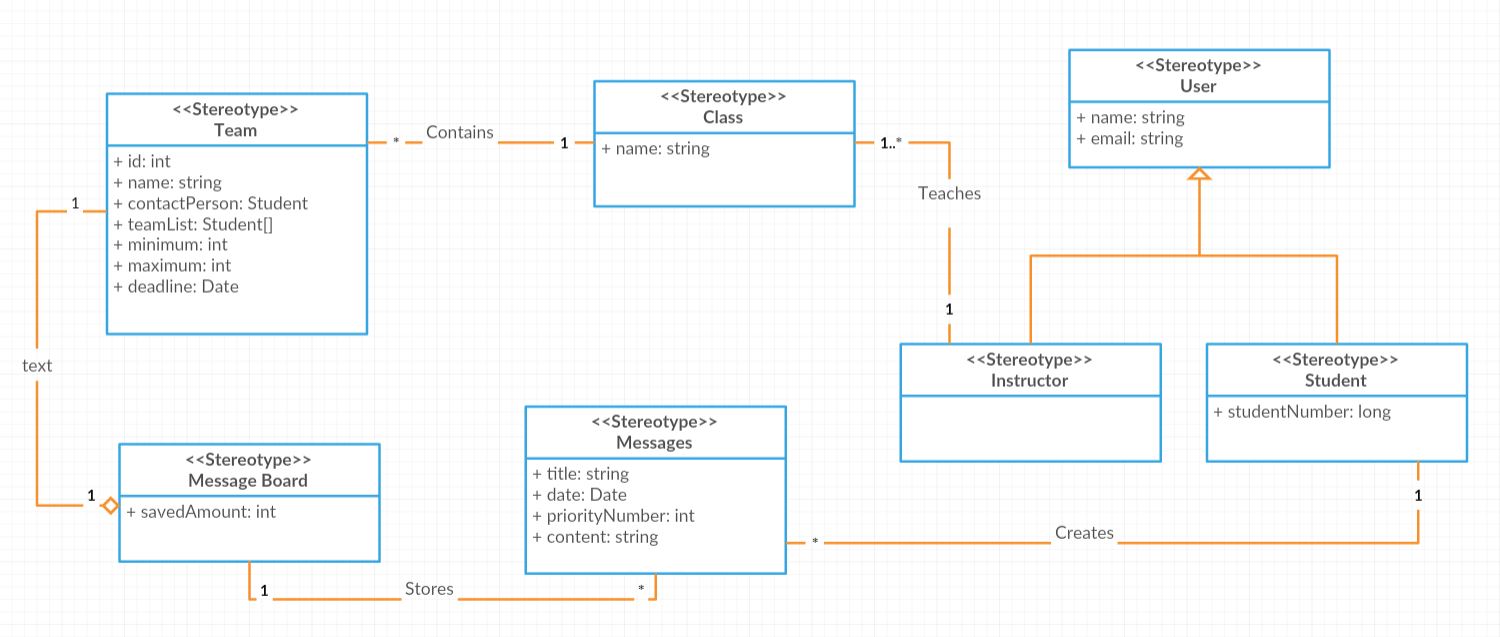 <<Stereotype>>
Team
+ id: int
+ name: string
+ contactPerson: Student
+ teamList: Student[]
+ minimum: int
+ maximum: int
+ deadline: Date
* Contains 1
<<Stereotype>>
Class
+ name: string
1..*
Teaches
1
<<Stereotype>>
User
+ name: string
+ email: string
<<Stereotype>>
Instructor
<<Stereotype>>
Student
+ studentNumber: long
1
text
1
<<Stereotype>>
Message Board
+ savedAmount: int
<<Stereotype>>
Messages
+ title: string
+ date: Date
+ priorityNumber: int
+ content: string
1
* Creates
1 Stores *